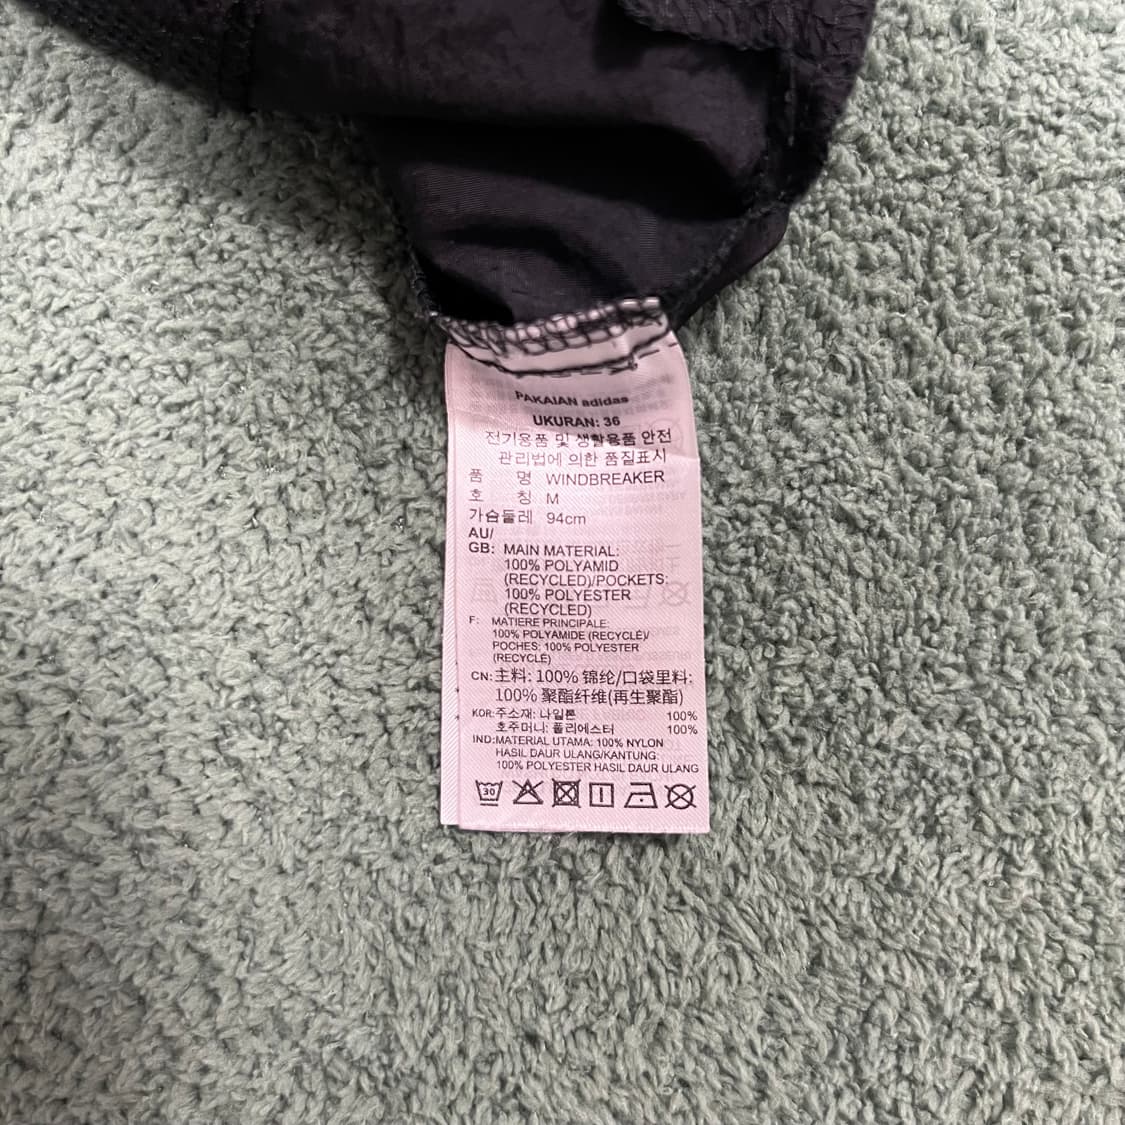 PAKAIAN adidas
UKURAN: 36
전기용품 및 생활용품 안전
관리법에 의한 품질표시
품 명 WINDBREAKER
호 칭 M
가슴둘레 94cm
AU/
GB: MAIN MATERIAL:
100% POLYAMID
(RECYCLED)/POCKETS:
100% POLYESTER
(RECYCLED)
F: MATIERE PRINCIPALE:
100% POLYAMIDE (RECYCLÉ)/
POCHES: 100% POLYESTER
(RECYCLÉ)
CN: 主料: 100% 锦纶/口袋里料:
100% 聚酯纤维(再生聚酯)
KOR: 주소재: 나일론 100%
호주머니: 폴리에스터 100%
IND: MATERIAL UTAMA: 100% NYLON
HASIL DAUR ULANG/KANTUNG:
100% POLYESTER HASIL DAUR ULANG
30